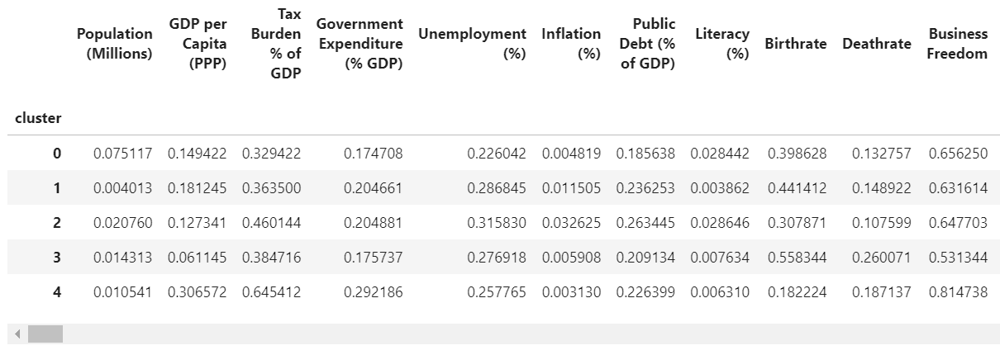 Population (Millions) GDP per Capita (PPP) Tax Burden % of GDP Government Expenditure (% GDP) Unemployment (%) Inflation (%) Public Debt (% of GDP) Literacy (%) Birthrate Deathrate Business Freedom
cluster
0 0.075117 0.149422 0.329422 0.174708 0.226042 0.004819 0.185638 0.028442 0.398628 0.132757 0.656250
1 0.004013 0.181245 0.363500 0.204661 0.286845 0.011505 0.236253 0.003862 0.441412 0.148922 0.631614
2 0.020760 0.127341 0.460144 0.204881 0.315830 0.032625 0.263445 0.028646 0.307871 0.107599 0.647703
3 0.014313 0.061145 0.384716 0.175737 0.276918 0.005908 0.209134 0.007634 0.558344 0.260071 0.531344
4 0.010541 0.306572 0.645412 0.292186 0.257765 0.003130 0.226399 0.006310 0.182224 0.187137 0.814738